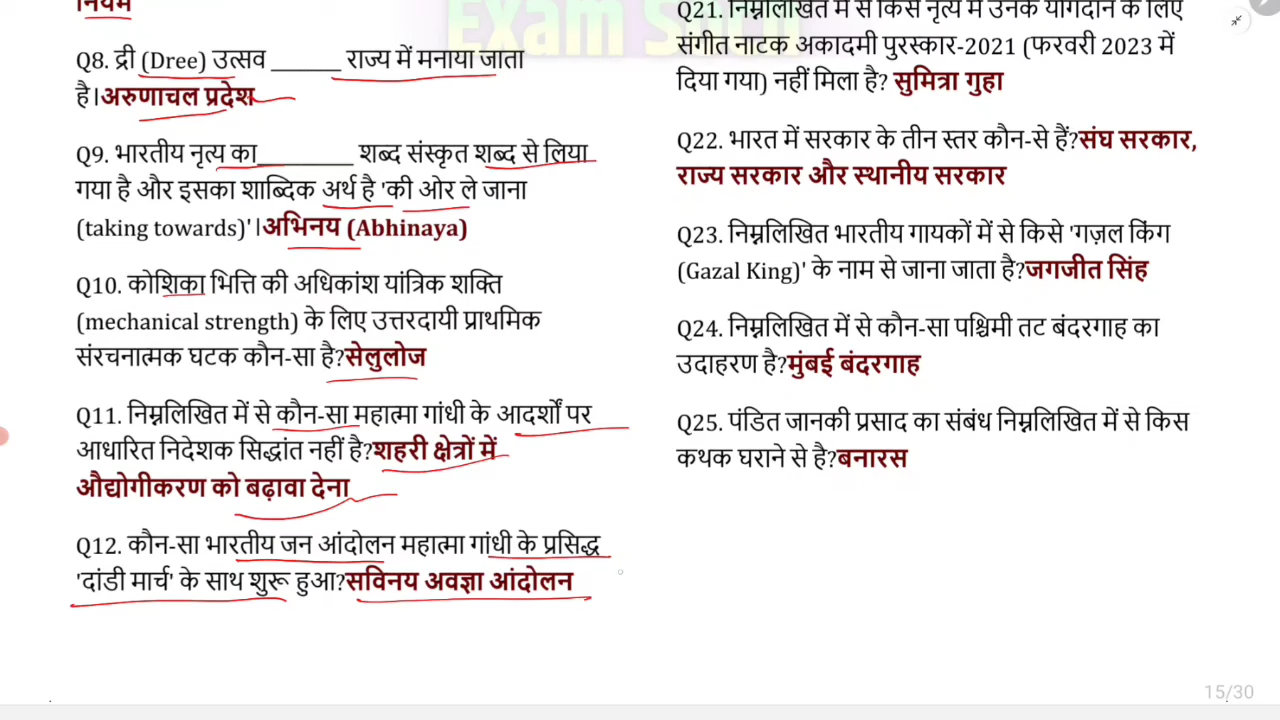 नियम
Exam Guru
Q8. द्री (Dree) उत्सव ______ राज्य में मनाया जाता
है।अरुणाचल प्रदेश
Q9. भारतीय नृत्य का________ शब्द संस्कृत शब्द से लिया
गया है और इसका शाब्दिक अर्थ है 'की ओर ले जाना
(taking towards)'।अभिनय (Abhinaya)
Q10. कोशिका भित्ति की अधिकांश यांत्रिक शक्ति
(mechanical strength) के लिए उत्तरदायी प्राथमिक
संरचनात्मक घटक कौन-सा है?सेलुलोज
Q11. निम्नलिखित में से कौन-सा महात्मा गांधी के आदर्शों पर
आधारित निदेशक सिद्धांत नहीं है?शहरी क्षेत्रों में
औद्योगीकरण को बढ़ावा देना
Q12. कौन-सा भारतीय जन आंदोलन महात्मा गांधी के प्रसिद्ध
'दांडी मार्च' के साथ शुरू हुआ?सविनय अवज्ञा आंदोलन
Q21. निम्नलिखित में से किसे नृत्य में उनके योगदान के लिए
संगीत नाटक अकादमी पुरस्कार-2021 (फरवरी 2023 में
दिया गया) नहीं मिला है? सुमित्रा गुहा
Q22. भारत में सरकार के तीन स्तर कौन-से हैं?संघ सरकार,
राज्य सरकार और स्थानीय सरकार
Q23. निम्नलिखित भारतीय गायकों में से किसे 'गज़ल किंग
(Gazal King)' के नाम से जाना जाता है?जगजीत सिंह
Q24. निम्नलिखित में से कौन-सा पश्चिमी तट बंदरगाह का
उदाहरण है?मुंबई बंदरगाह
Q25. पंडित जानकी प्रसाद का संबंध निम्नलिखित में से किस
कथक घराने से है?बनारस
15/30